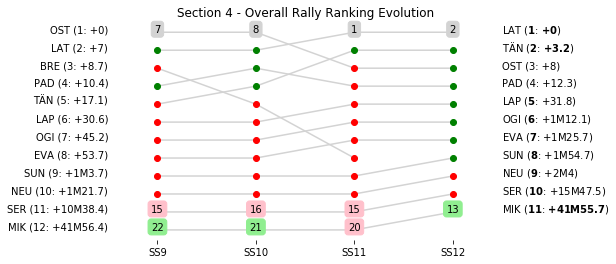 Section 4 - Overall Rally Ranking Evolution
OST (1: +0) 7 8 1 2 LAT (1: +0)
LAT (2: +7) TÄN (2: +3.2)
BRE (3: +8.7) OST (3: +8)
PAD (4: +10.4) PAD (4: +12.3)
TÄN (5: +17.1) LAP (5: +31.8)
LAP (6: +30.6) OGI (6: +1M12.1)
OGI (7: +45.2) EVA (7: +1M25.7)
EVA (8: +53.7) SUN (8: +1M54.7)
SUN (9: +1M3.7) NEU (9: +2M4)
NEU (10: +1M21.7) SER (10: +15M47.5)
SER (11: +10M38.4) 15 16 15 13 MIK (11: +41M55.7)
MIK (12: +41M56.4) 22 21 20
SS9 SS10 SS11 SS12